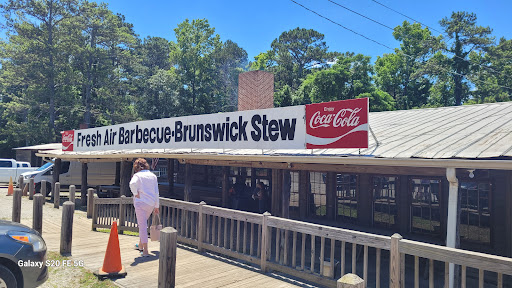 Fresh Air Barbecue·Brunswick Stew
Enjoy
Coca-Cola
Galaxy S20 FE 5G